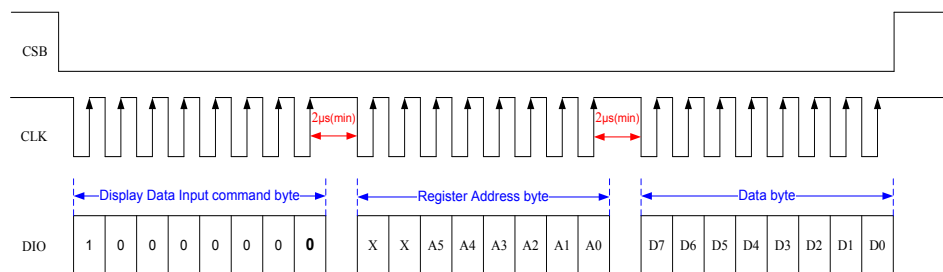 CSB
2μs(min) 2μs(min)
CLK
Display Data Input command byte Register Address byte Data byte
DIO 1 0 0 0 0 0 0 0 X X A5 A4 A3 A2 A1 A0 D7 D6 D5 D4 D3 D2 D1 D0